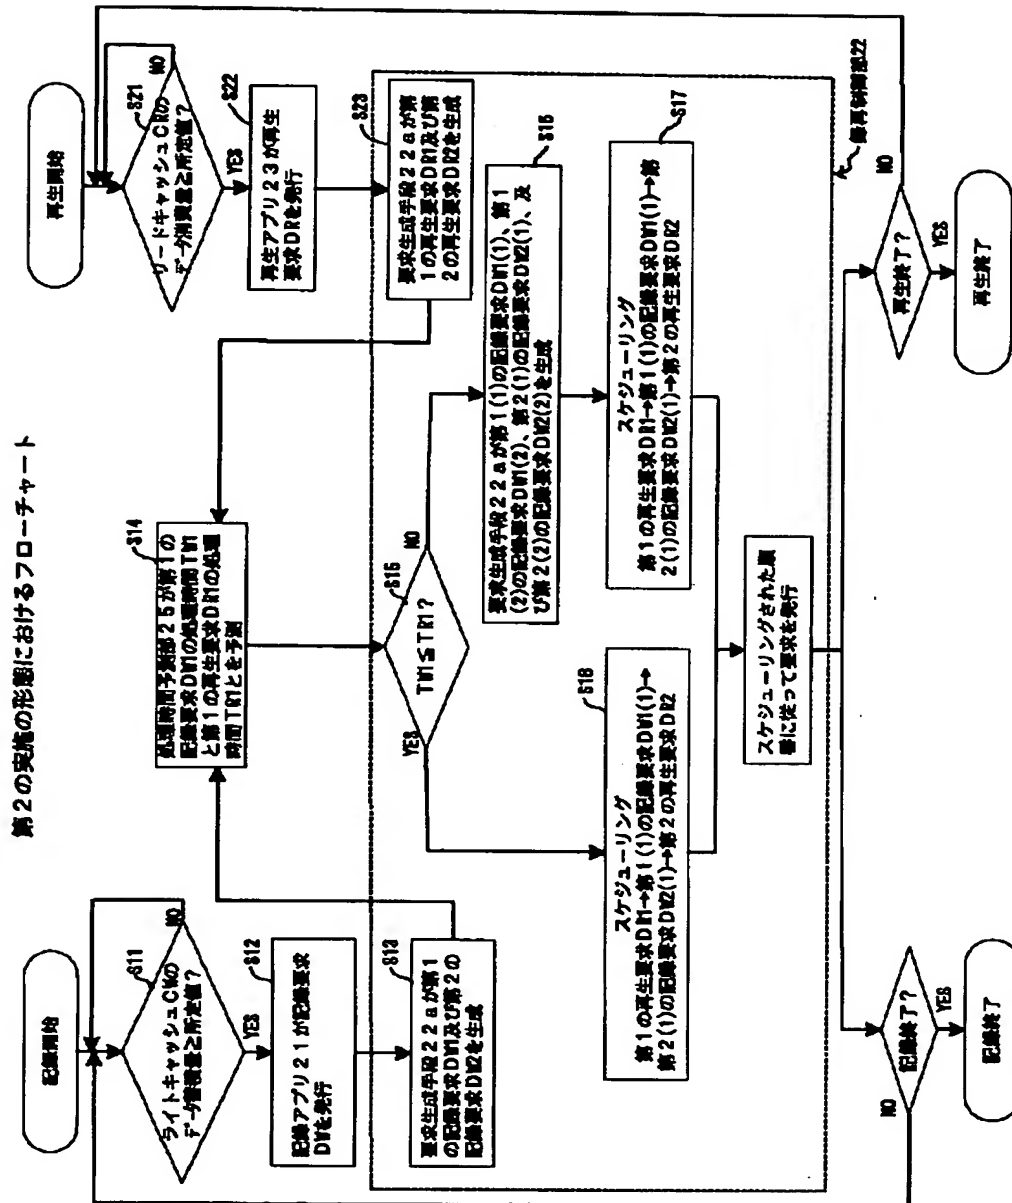 第2の実施の形態におけるフローチャート
記録開始
S11
ライトキャッシュCWの
データ蓄積量≧所定値?
NO
YES
S12
記録アプリ21が記録要求
DWを発行
S13
要求生成手段22aが第1
の記録要求DW1及び第2の
記録要求DW2を生成
再生開始
S21
リードキャッシュCRの
データ消費量≧所定値?
NO
YES
S22
再生アプリ23が再生
要求DRを発行
S23
要求生成手段22aが第
1の再生要求DR1及び第
2の再生要求DR2を生成
S14
処理時間予測部25が第1の
記録要求DW1の処理時間TW1
と第1の再生要求DR1の処理
時間TR1とを予測
S15
TW1≦TR1?
YES
NO
S16
要求生成手段22aが第1(1)の記録要求DW1(1)、第1
(2)の記録要求DW1(2)、第2(1)の記録要求DW2(1)、及
び第2(2)の記録要求DW2(2)を生成
S17
スケジューリング
第1の再生要求DR1→第1(1)の記録要求DW1(1)→第
2(1)の記録要求DW2(1)→第2の再生要求DR2
S18
スケジューリング
第1の再生要求DR1→第1(1)の記録要求DW1(1)→
第2(1)の記録要求DW2(1)→第2の再生要求DR2
スケジューリングされた順
番に従って要求を発行
録再制御部22
記録終了?
NO
YES
記録終了
再生終了?
NO
YES
再生終了